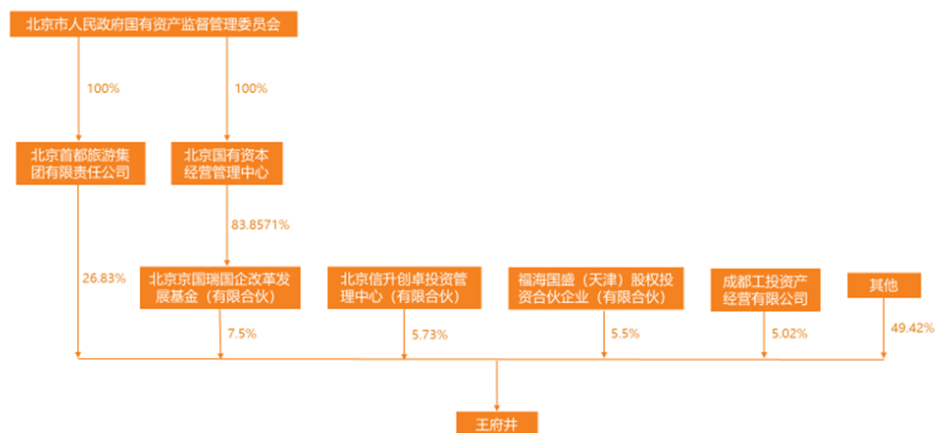 北京市人民政府国有资产监督管理委员会
100%
100%
北京首都旅游集
团有限责任公司
北京国有资本
经营管理中心
83.8571%
26.83%
北京京国瑞国企改革发
展基金（有限合伙）
北京信升创卓投资管
理中心（有限合伙）
福海国盛（天津）股权投
资合伙企业（有限合伙）
成都工投资产
经营有限公司
其他
7.5%
5.73%
5.5%
5.02%
49.42%
王府井